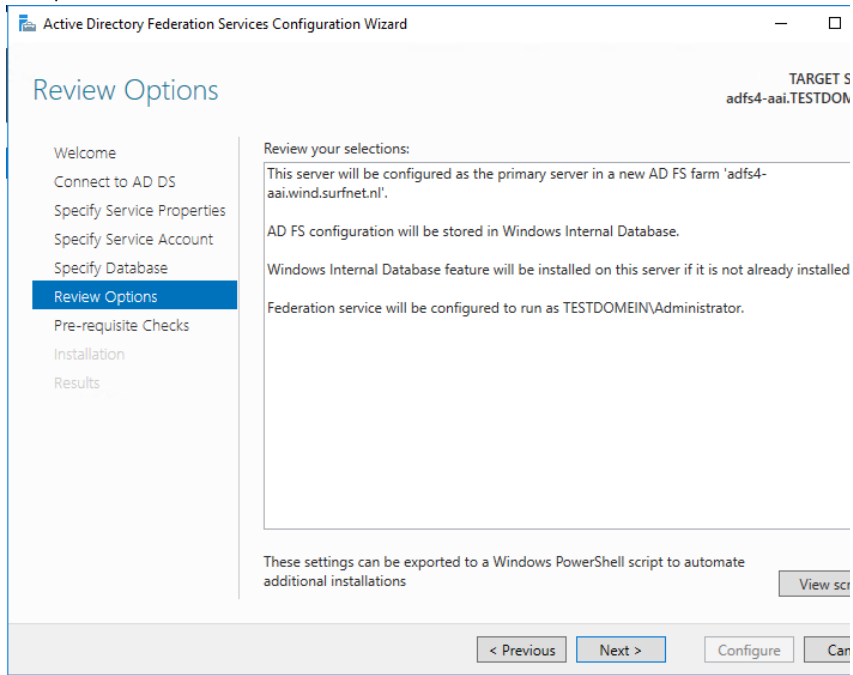 Active Directory Federation Services Configuration Wizard
Review Options
TARGET S
adfs4-aai.TESTDOM
Welcome
Connect to AD DS
Specify Service Properties
Specify Service Account
Specify Database
Review Options
Pre-requisite Checks
Installation
Results
Review your selections:
This server will be configured as the primary server in a new AD FS farm 'adfs4-
aai.wind.surfnet.nl'.
AD FS configuration will be stored in Windows Internal Database.
Windows Internal Database feature will be installed on this server if it is not already installed
Federation service will be configured to run as TESTDOMEIN\Administrator.
These settings can be exported to a Windows PowerShell script to automate
additional installations
View scr
< Previous
Next >
Configure
Can